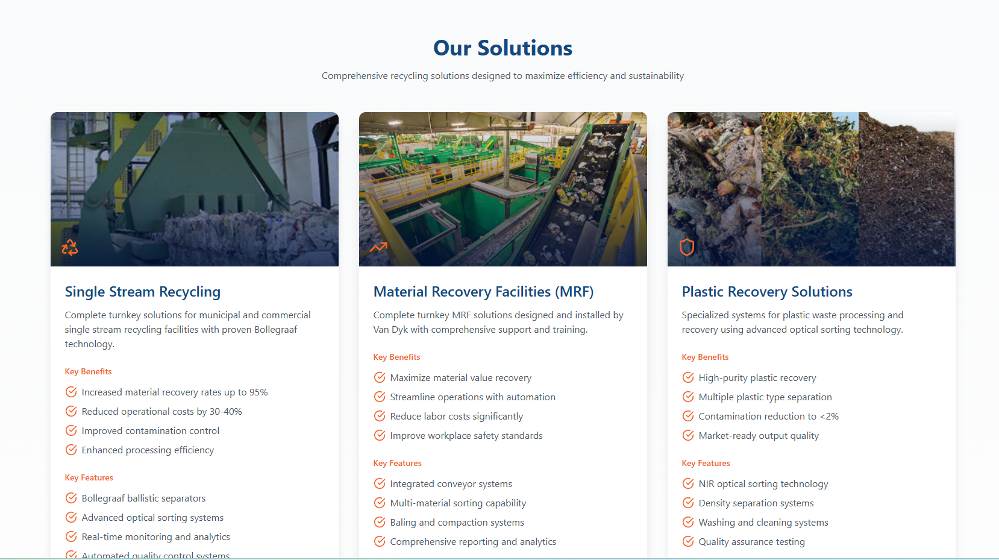 Our Solutions
Comprehensive recycling solutions designed to maximize efficiency and sustainability
Single Stream Recycling
Complete turnkey solutions for municipal and commercial
single stream recycling facilities with proven Bollegraaf
technology.
Key Benefits
Increased material recovery rates up to 95%
Reduced operational costs by 30-40%
Improved contamination control
Enhanced processing efficiency
Key Features
Bollegraaf ballistic separators
Advanced optical sorting systems
Real-time monitoring and analytics
Automated quality control systems
Material Recovery Facilities (MRF)
Complete turnkey MRF solutions designed and installed by
Van Dyk with comprehensive support and training.
Key Benefits
Maximize material value recovery
Streamline operations with automation
Reduce labor costs significantly
Improve workplace safety standards
Key Features
Integrated conveyor systems
Multi-material sorting capability
Baling and compaction systems
Comprehensive reporting and analytics
Plastic Recovery Solutions
Specialized systems for plastic waste processing and
recovery using advanced optical sorting technology.
Key Benefits
High-purity plastic recovery
Multiple plastic type separation
Contamination reduction to <2%
Market-ready output quality
Key Features
NIR optical sorting technology
Density separation systems
Washing and cleaning systems
Quality assurance testing